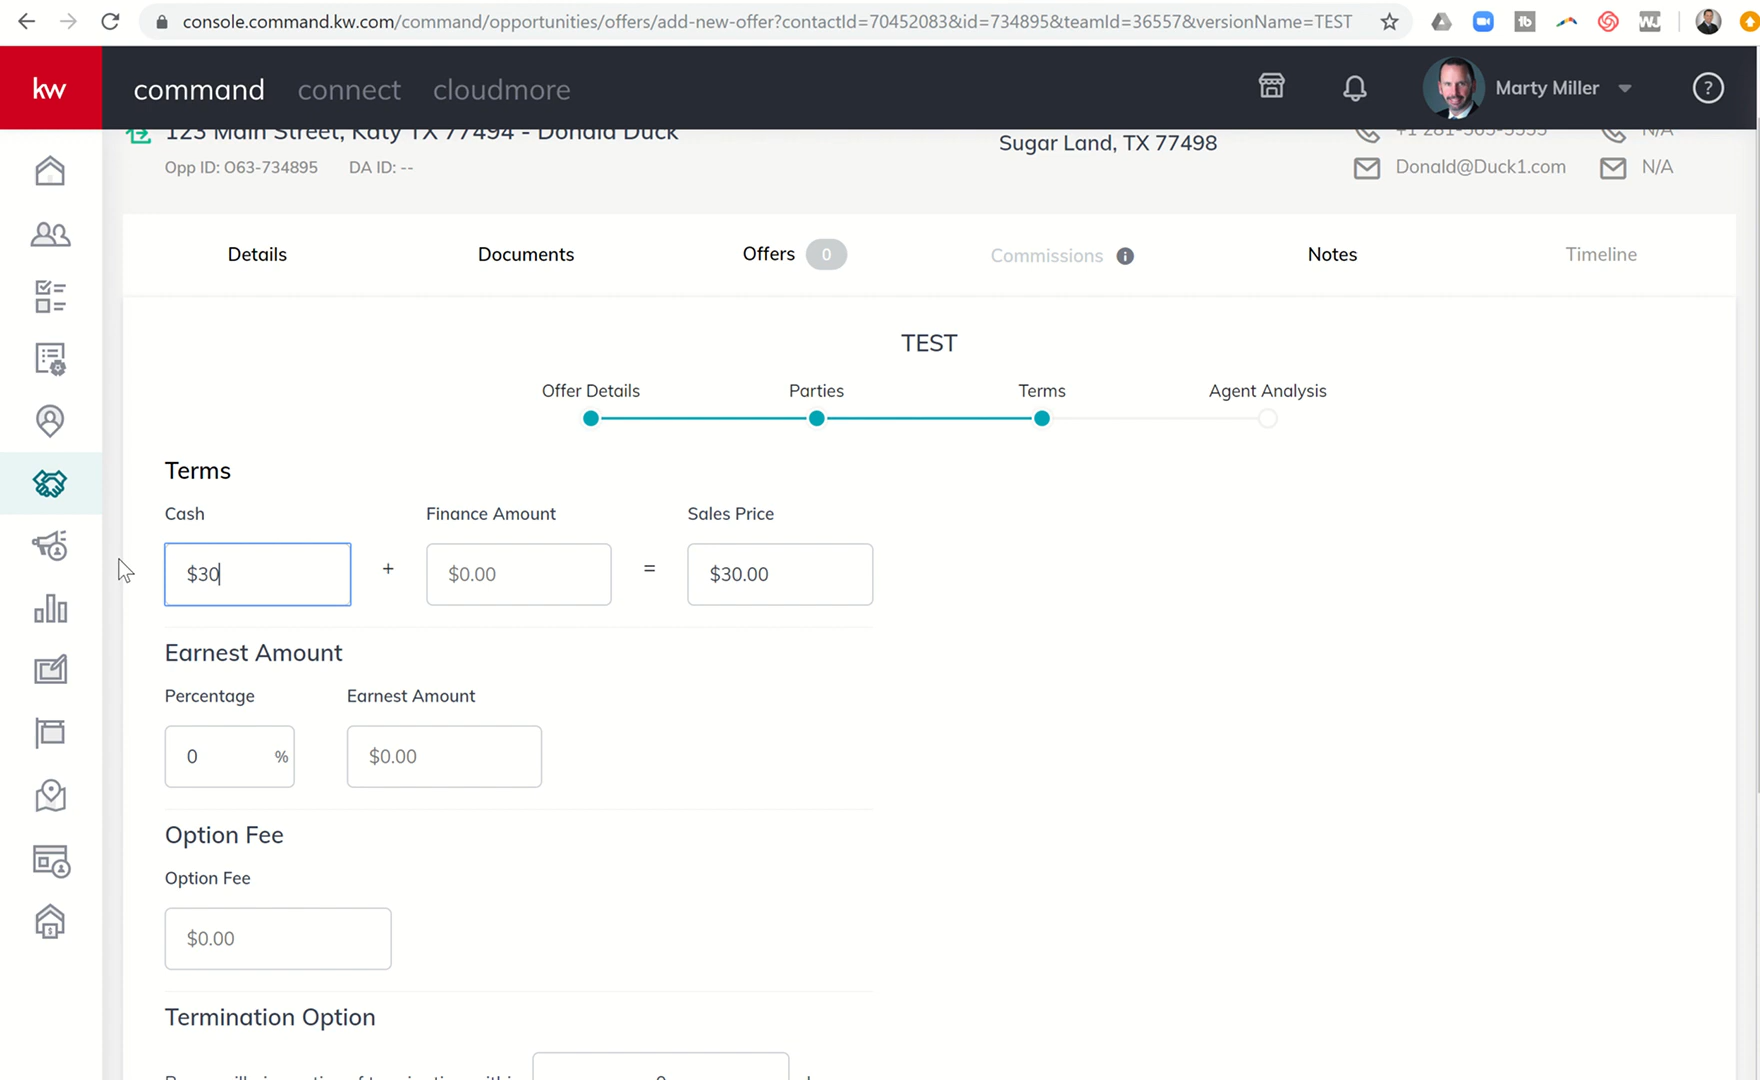 console.command.kw.com/command/opportunities/offers/add-new-offer?contactId=70452083&id=734895&teamId=36557&versionName=TEST
kw
command connect cloudmore
Marty Miller
?
123 Main Street, Katy TX 77494 - Donald Duck
Opp ID: O63-734895 DA ID: --
Sugar Land, TX 77498
+1 281-565-5555 N/A
Donald@Duck1.com N/A
Details Documents Offers 0 Commissions i Notes Timeline
TEST
Offer Details Parties Terms Agent Analysis
Terms
Cash Finance Amount Sales Price
$30 + $0.00 = $30.00
Earnest Amount
Percentage Earnest Amount
0 % $0.00
Option Fee
Option Fee
$0.00
Termination Option